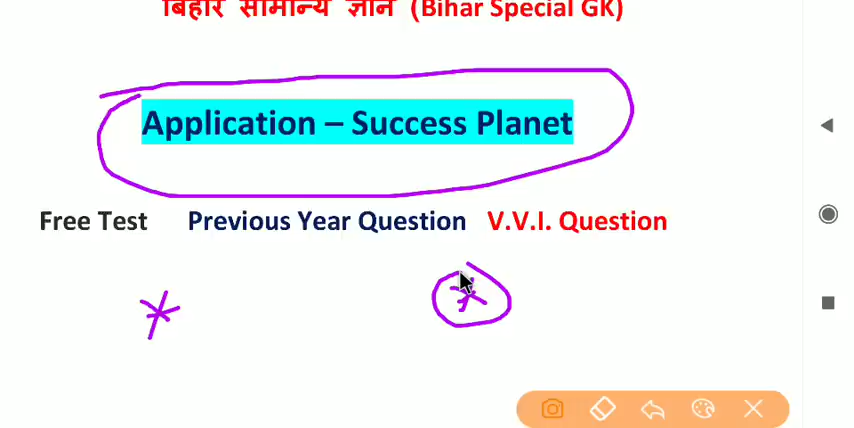 बिहार सामान्य ज्ञान (Bihar Special GK)
Application – Success Planet
Free Test Previous Year Question V.V.I. Question